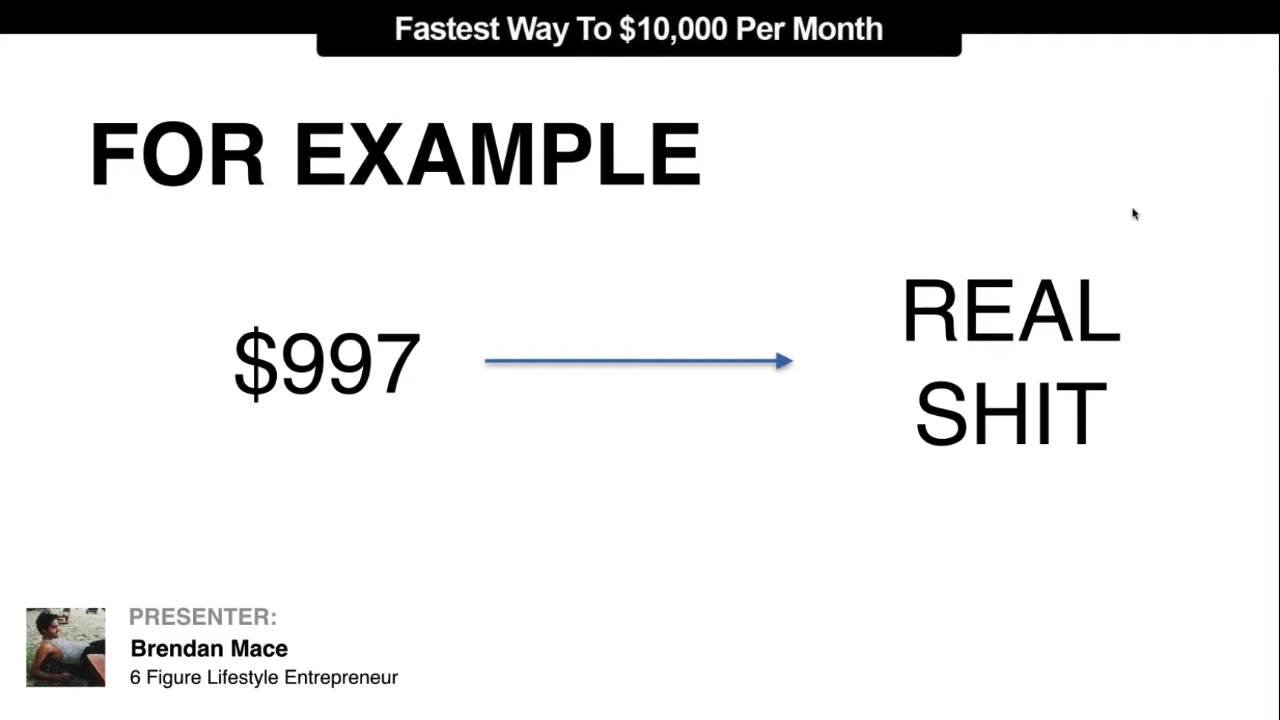 Fastest Way To $10,000 Per Month
FOR EXAMPLE
$997
REAL
SHIT
PRESENTER:
Brendan Mace
6 Figure Lifestyle Entrepreneur